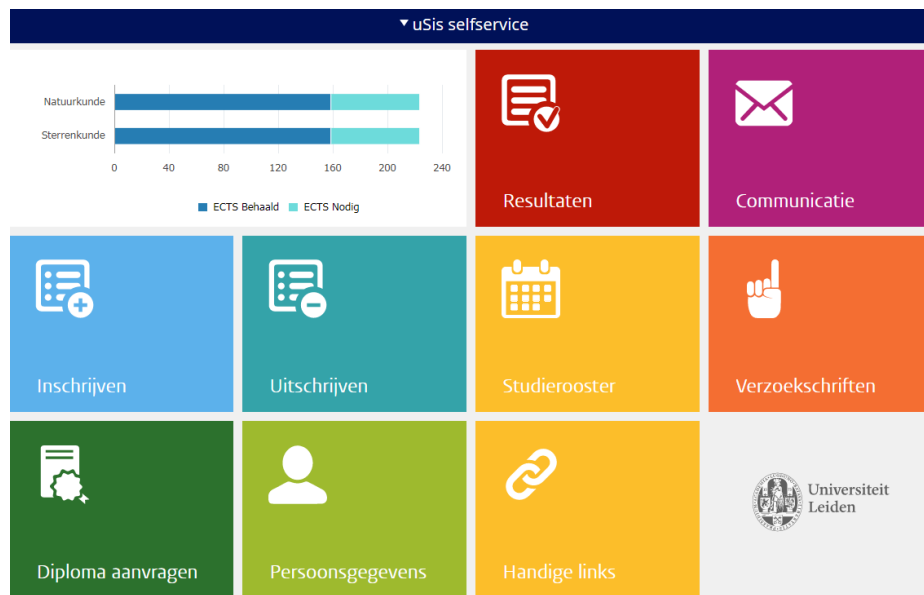 uSis selfservice
Natuurkunde
Sterrenkunde
0 40 80 120 160 200 240
ECTS Behaald ECTS Nodig
Resultaten
Communicatie
Inschrijven
Uitschrijven
Studierooster
Verzoekschriften
Diploma aanvragen
Persoonsgegevens
Handige links
Universiteit
Leiden